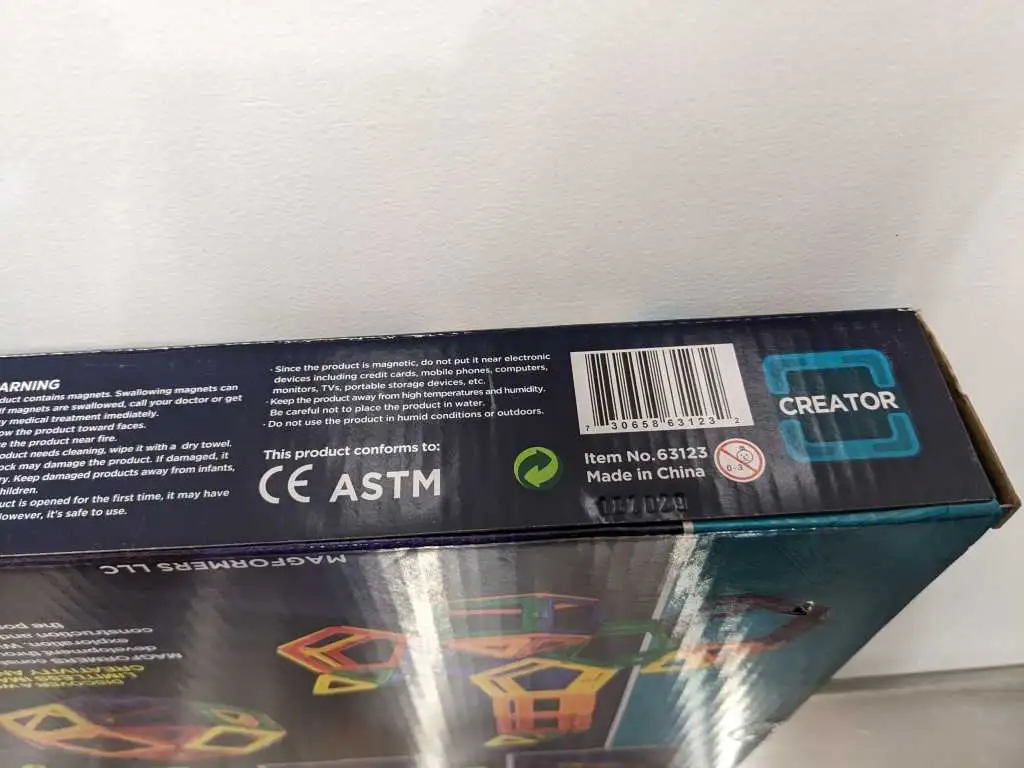 ARNING
duct contains magnets. Swallowing magnets can
f magnets are swallowed, call your doctor or get
y medical treatment imediately.
ow the product toward faces.
e the product near fire.
oduct needs cleaning, wipe it with a dry towel.
ock may damage the product. If damaged, it
ry. Keep damaged products away from infants,
hildren.
uct is opened for the first time, it may have
owever, it's safe to use.
· Since the product is magnetic, do not put it near electronic
devices including credit cards, mobile phones, computers,
monitors, TVs, portable storage devices, etc.
· Keep the product away from high temperatures and humidity.
Be careful not to place the product in water.
· Do not use the product in humid conditions or outdoors.
This product conforms to:
CE ASTM
7 30658 63123 2
Item No.63123
Made in China
0-3
CREATOR
MAGFORMERS LLC
the
construction and
development.
MAGFORMERS